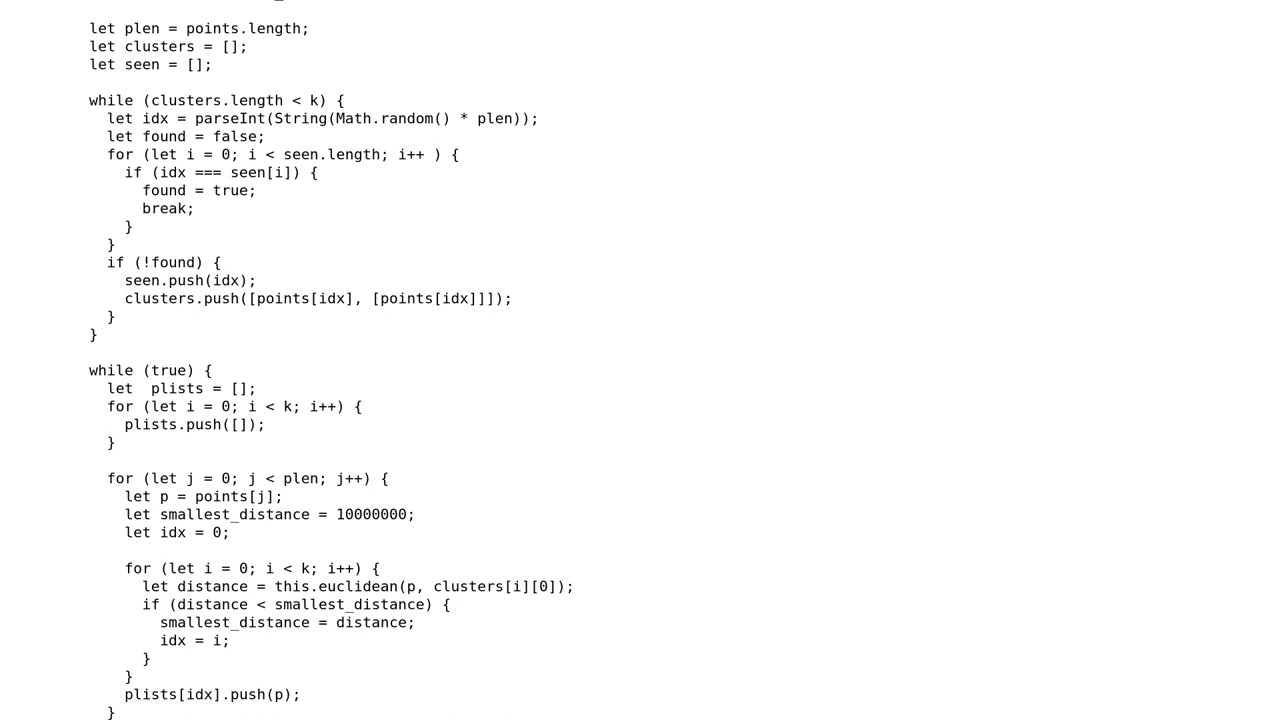 let plen = points.length;
let clusters = [];
let seen = [];
while (clusters.length < k) {
let idx = parseInt(String(Math.random() * plen));
let found = false;
for (let i = 0; i < seen.length; i++ ) {
if (idx === seen[i]) {
found = true;
break;
}
}
if (!found) {
seen.push(idx);
clusters.push([points[idx], [points[idx]]]);
}
}
while (true) {
let  plists = [];
for (let i = 0; i < k; i++) {
plists.push([]);
}
for (let j = 0; j < plen; j++) {
let p = points[j];
let smallest_distance = 10000000;
let idx = 0;
for (let i = 0; i < k; i++) {
let distance = this.euclidean(p, clusters[i][0]);
if (distance < smallest_distance) {
smallest_distance = distance;
idx = i;
}
}
plists[idx].push(p);
}